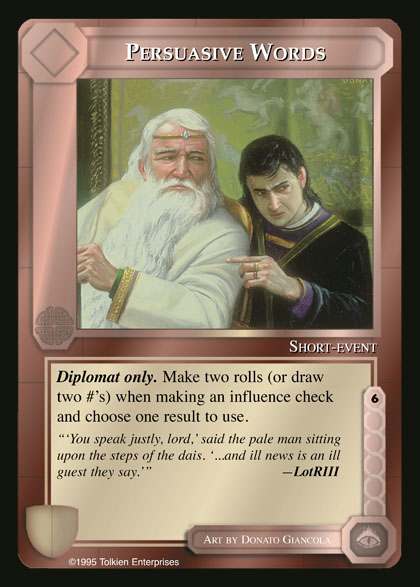 Persuasive Words
DONA
Short-event
Diplomat only. Make two rolls (or draw
two #'s) when making an influence check
and choose one result to use.
6
“‘You speak justly, lord,’ said the pale man sitting
upon the steps of the dais. ‘...and ill news is an ill
guest they say.’” —LotRIII
Art by Donato Giancola
©1995 Tolkien Enterprises